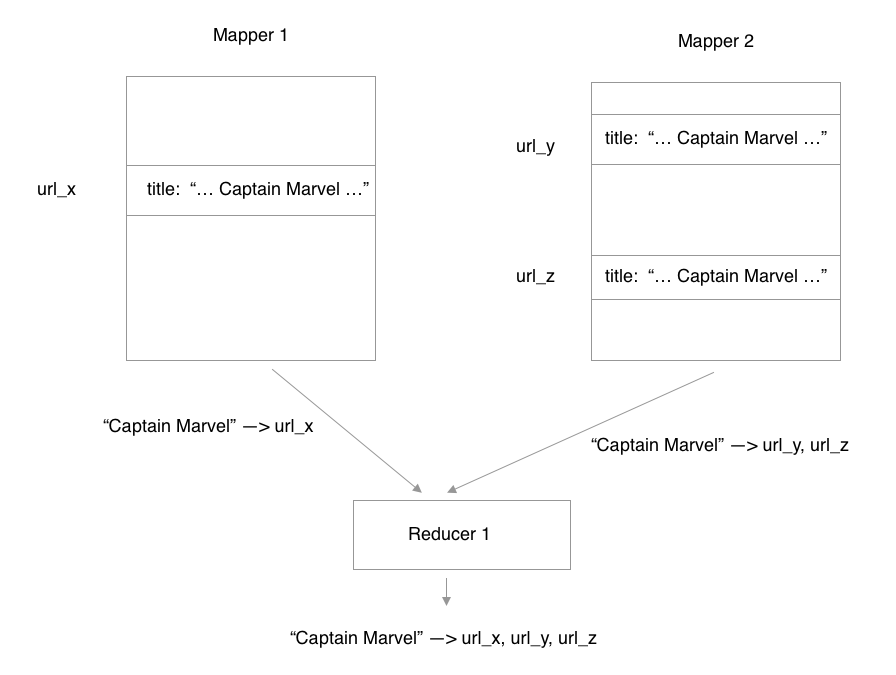 Mapper 1
Mapper 2
url_y
title: “... Captain Marvel ...”
url_x
title: “... Captain Marvel ...”
url_z
title: “... Captain Marvel ...”
“Captain Marvel” —> url_x
“Captain Marvel” —> url_y, url_z
Reducer 1
“Captain Marvel” —> url_x, url_y, url_z